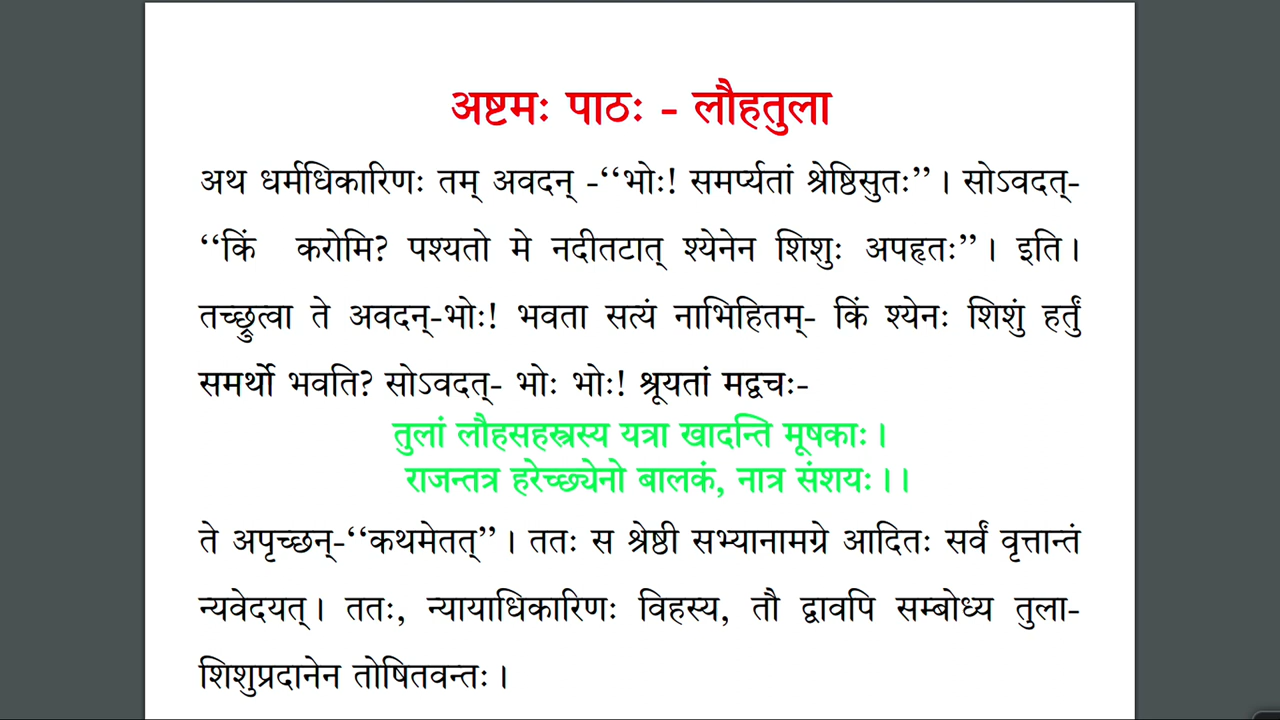 अष्टमः पाठः - लौहतुला
अथ धर्माधिकारिणः तम् अवदन् -‘‘भोः! समर्प्यतां श्रेष्ठिसुतः’’। सोऽवदत्-
‘‘किं करोमि? पश्यतो मे नदीतटात् श्येनेन शिशुः अपहृतः’’। इति।
तच्छ्रुत्वा ते अवदन्-भोः! भवता सत्यं नाभिहितम्- किं श्येनः शिशुं हर्तुं
समर्थो भवति? सोऽवदत्- भोः भोः! श्रूयतां मद्वचः-
तुलां लौहसहस्रस्य यत्रा खादन्ति मूषकाः।
राजन्तत्र हरेच्छ्येनो बालकं, नात्र संशयः।।
ते अपृच्छन्-‘‘कथमेतत्’’। ततः स श्रेष्ठी सभ्यानामग्रे आदितः सर्वं वृत्तान्तं
न्यवेदयत्। ततः, न्यायाधिकारिणः विहस्य, तौ द्वावपि सम्बोध्य तुला-
शिशुप्रदानेन तोषितवन्तः।